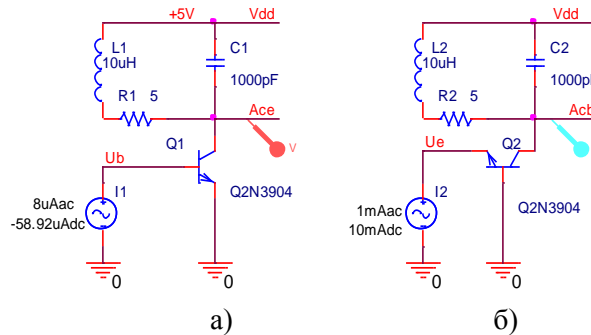 +5V Vdd
L1
10uH
C1
1000pF
R1 5
Ace
Q1
V
Ub
I1
8uAac
-58.92uAdc
Q2N3904
0 0
а)
Vdd
L2
10uH
C2
R2 5
Acb
Ue
Q2
I2
1mAac
10mAdc
Q2N3904
0 0
б)